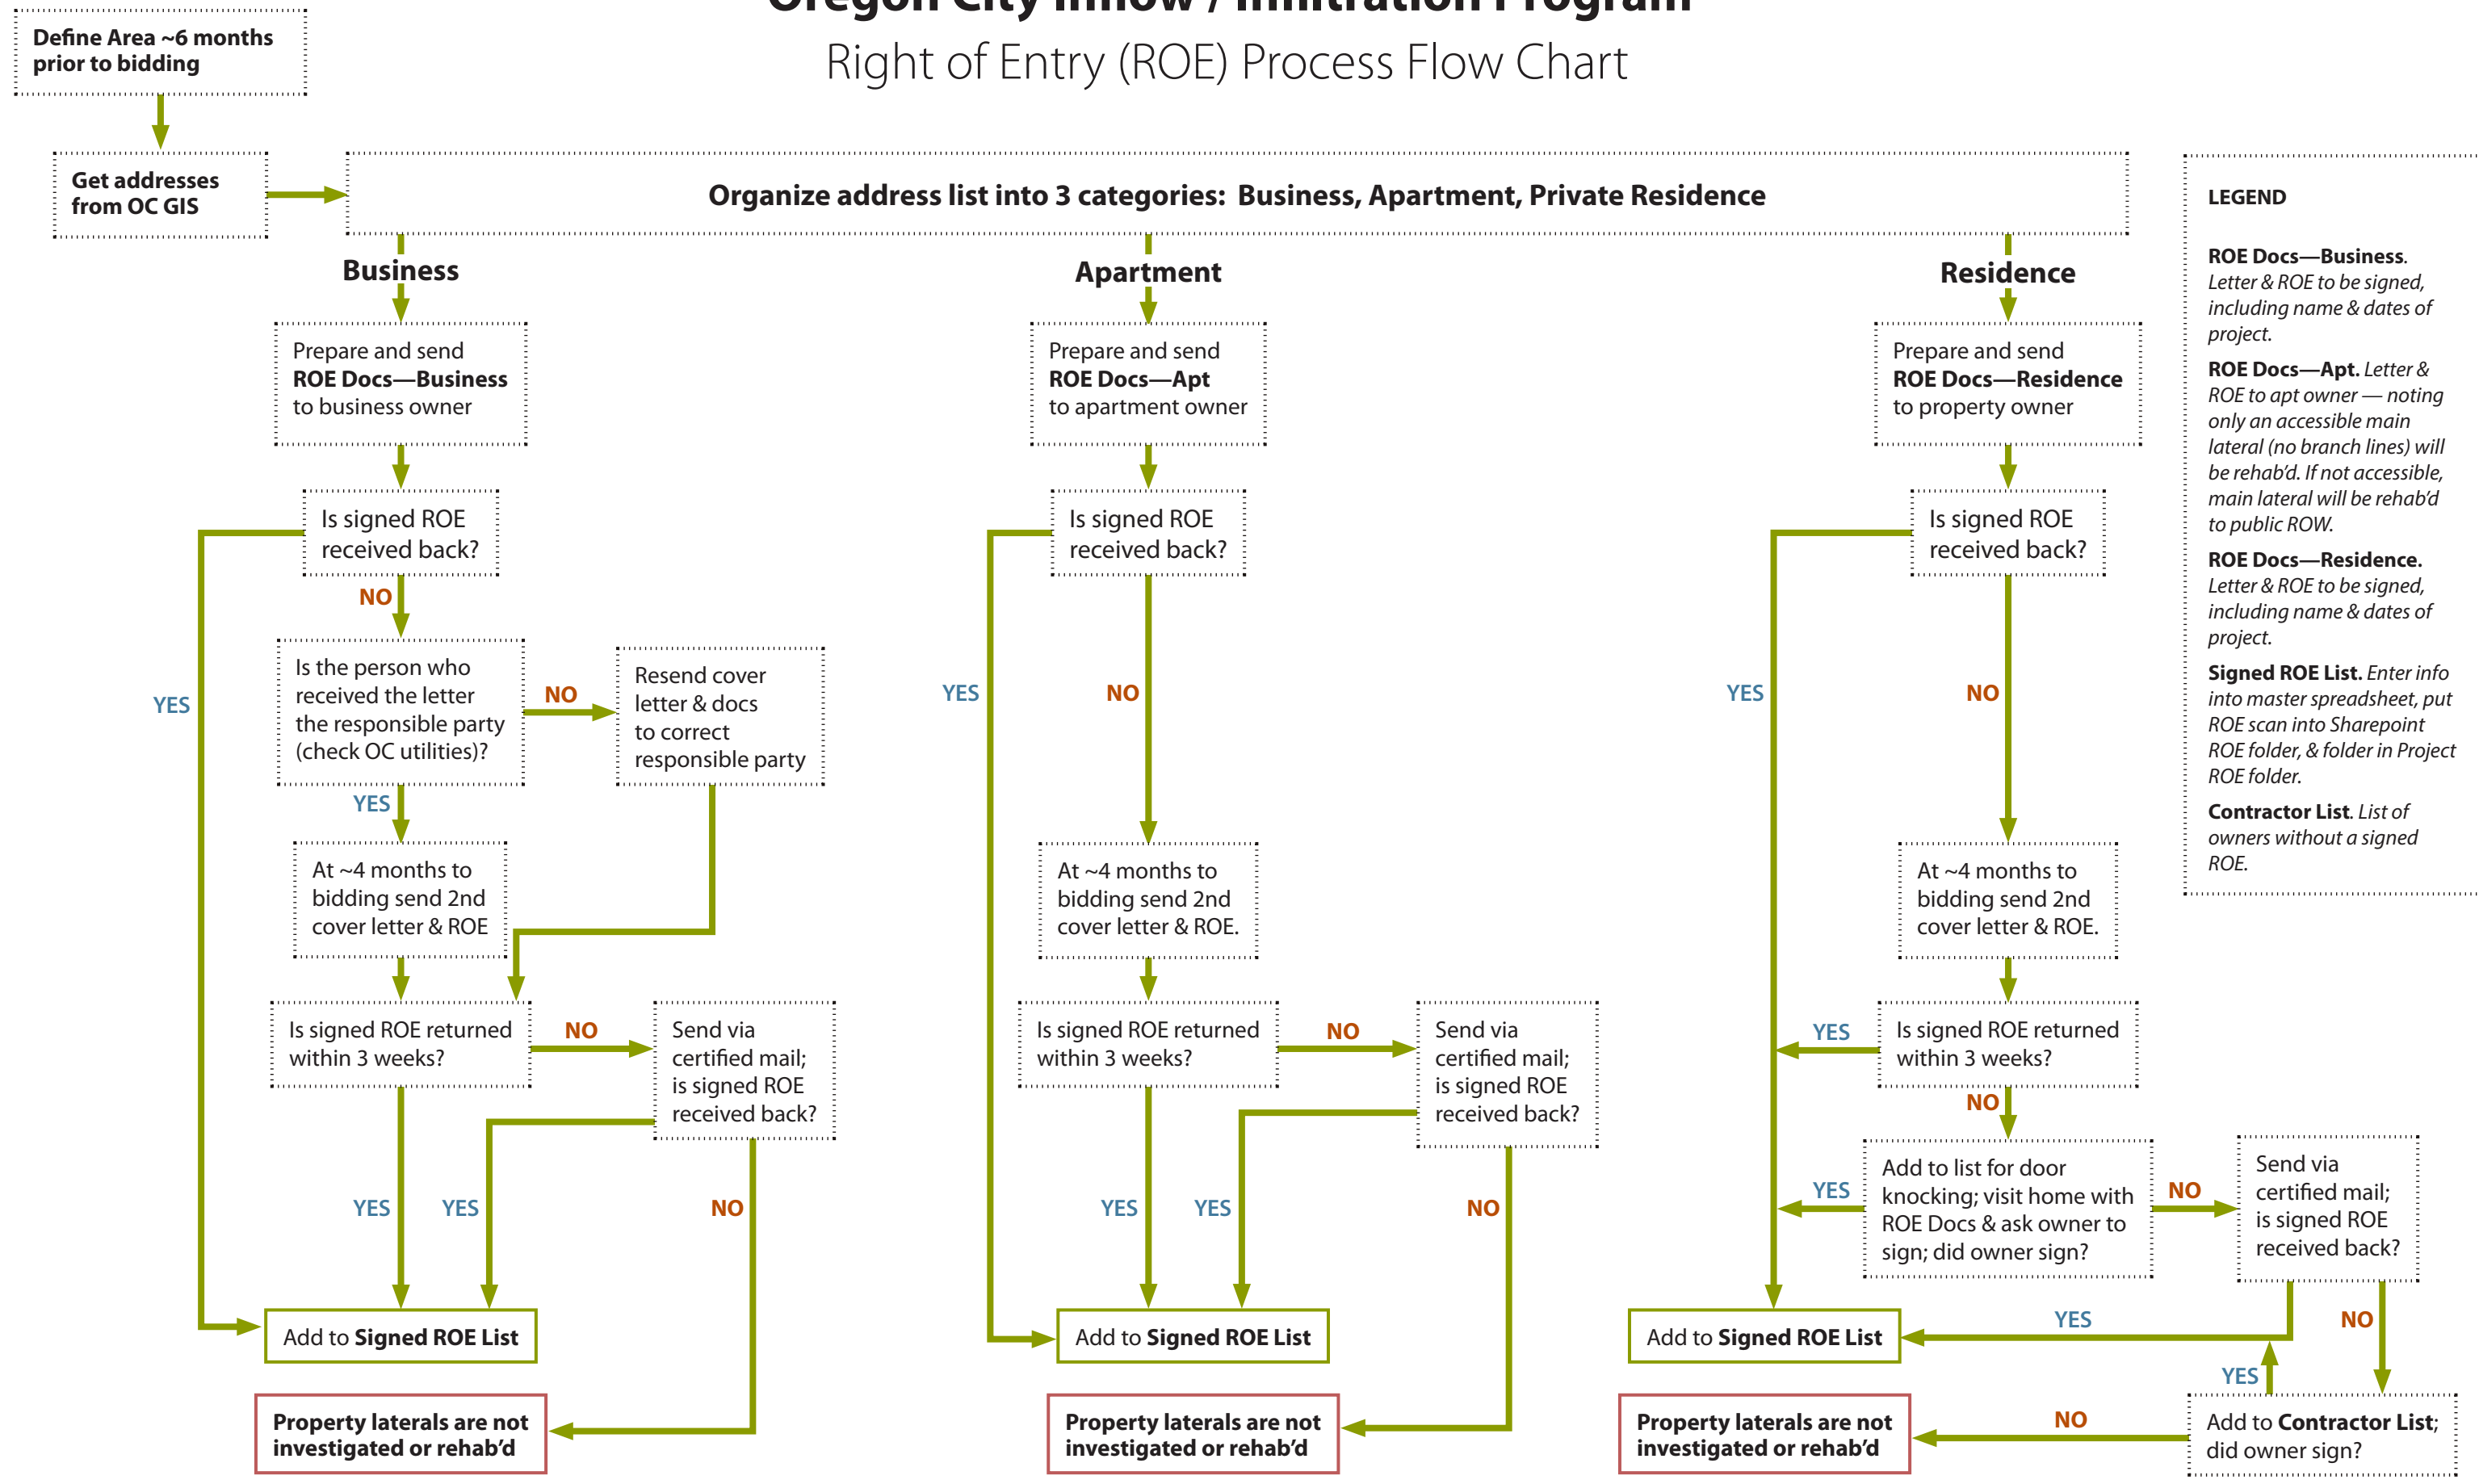 Oregon City Inflow / Infiltration Program
Right of Entry (ROE) Process Flow Chart
Define Area ~6 months
prior to bidding
Get addresses
from OC GIS
Organize address list into 3 categories:  Business, Apartment, Private Residence
Business
Prepare and send
ROE Docs—Business
to business owner
Is signed ROE
received back?
NO
YES
Is the person who
received the letter
the responsible party
(check OC utilities)?
NO
Resend cover
letter & docs
to correct
responsible party
YES
At ~4 months to
bidding send 2nd
cover letter & ROE
Is signed ROE returned
within 3 weeks?
NO
Send via
certified mail;
is signed ROE
received back?
YES
YES
NO
Add to Signed ROE List
Property laterals are not
investigated or rehab’d
Apartment
Prepare and send
ROE Docs—Apt
to apartment owner
Is signed ROE
received back?
YES
NO
At ~4 months to
bidding send 2nd
cover letter & ROE.
Is signed ROE returned
within 3 weeks?
NO
Send via
certified mail;
is signed ROE
received back?
YES
YES
NO
Add to Signed ROE List
Property laterals are not
investigated or rehab’d
Residence
Prepare and send
ROE Docs—Residence
to property owner
Is signed ROE
received back?
YES
NO
At ~4 months to
bidding send 2nd
cover letter & ROE.
Is signed ROE returned
within 3 weeks?
YES
NO
Add to list for door
knocking; visit home with
ROE Docs & ask owner to
sign; did owner sign?
YES
NO
Send via
certified mail;
is signed ROE
received back?
YES
NO
Add to Signed ROE List
YES
Add to Contractor List;
did owner sign?
NO
Property laterals are not
investigated or rehab’d
LEGEND
ROE Docs—Business.
Letter & ROE to be signed,
including name & dates of
project.
ROE Docs—Apt. Letter &
ROE to apt owner — noting
only an accessible main
lateral (no branch lines) will
be rehab’d. If not accessible,
main lateral will be rehab’d
to public ROW.
ROE Docs—Residence.
Letter & ROE to be signed,
including name & dates of
project.
Signed ROE List. Enter info
into master spreadsheet, put
ROE scan into Sharepoint
ROE folder, & folder in Project
ROE folder.
Contractor List. List of
owners without a signed
ROE.